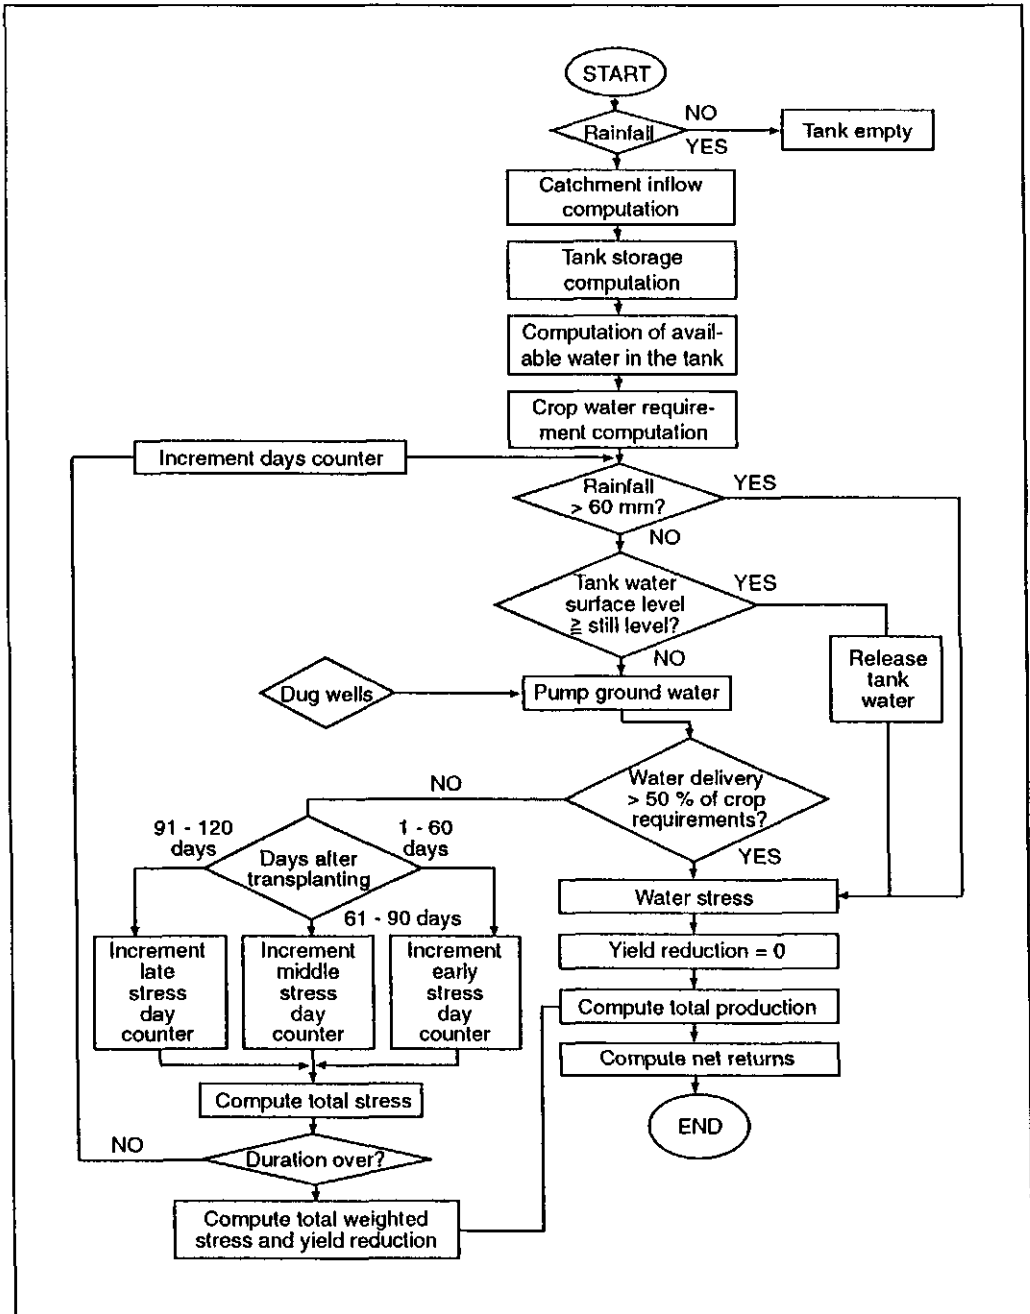 START
NO
Rainfall
YES
Tank empty
Catchment inflow
computation
Tank storage
computation
Computation of avail-
able water in the tank
Crop water require-
ment computation
Increment days counter
Rainfall
> 60 mm?
YES
NO
Tank water
surface level
≧ still level?
YES
NO
Release
tank
water
Dug wells
Pump ground water
Water delivery
> 50 % of crop
requirements?
NO
YES
91 - 120
days
1 - 60
days
Days after
transplanting
61 - 90 days
Water stress
Increment
late
stress
day
counter
Increment
middle
stress
day
counter
Increment
early
stress
day
counter
Yield reduction = 0
Compute total production
Compute net returns
END
Compute total stress
NO
Duration over?
Compute total weighted
stress and yield reduction